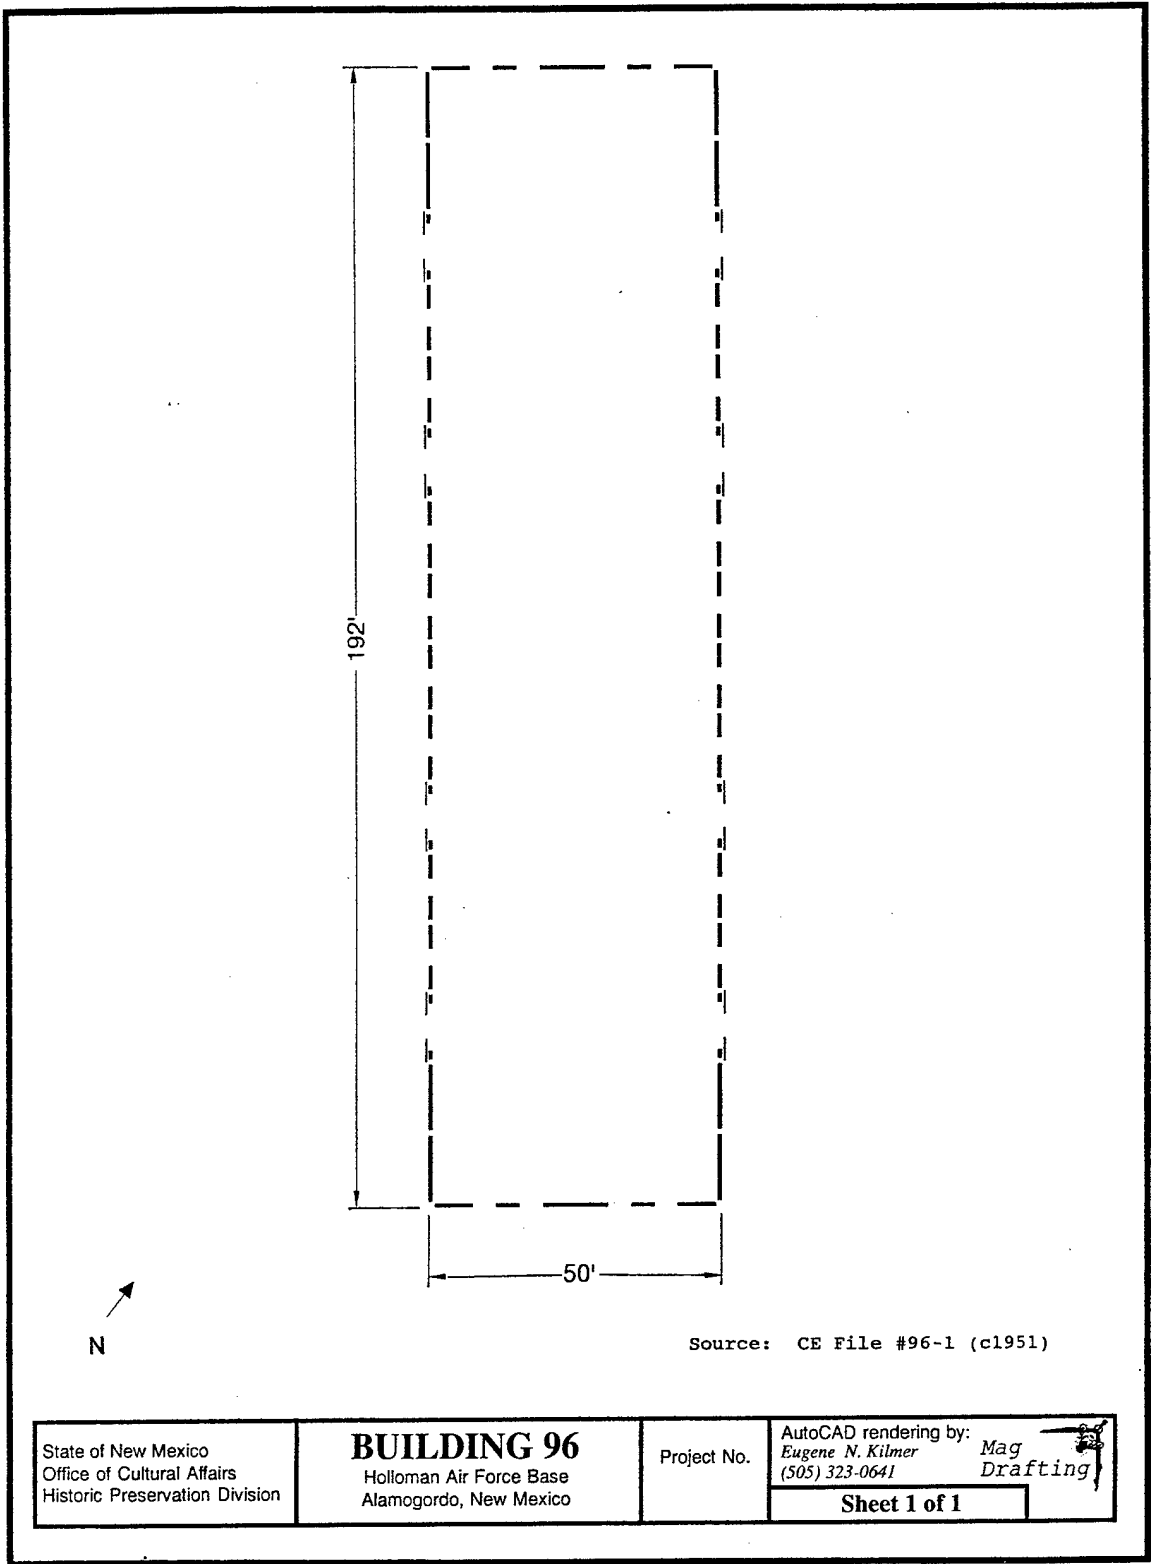 192'
50'
N
Source: CE File #96-1 (c1951)
State of New Mexico
Office of Cultural Affairs
Historic Preservation Division
BUILDING 96
Holloman Air Force Base
Alamogordo, New Mexico
Project No.
AutoCAD rendering by:
Eugene N. Kilmer
(505) 323-0641
Mag
Drafting
Sheet 1 of 1